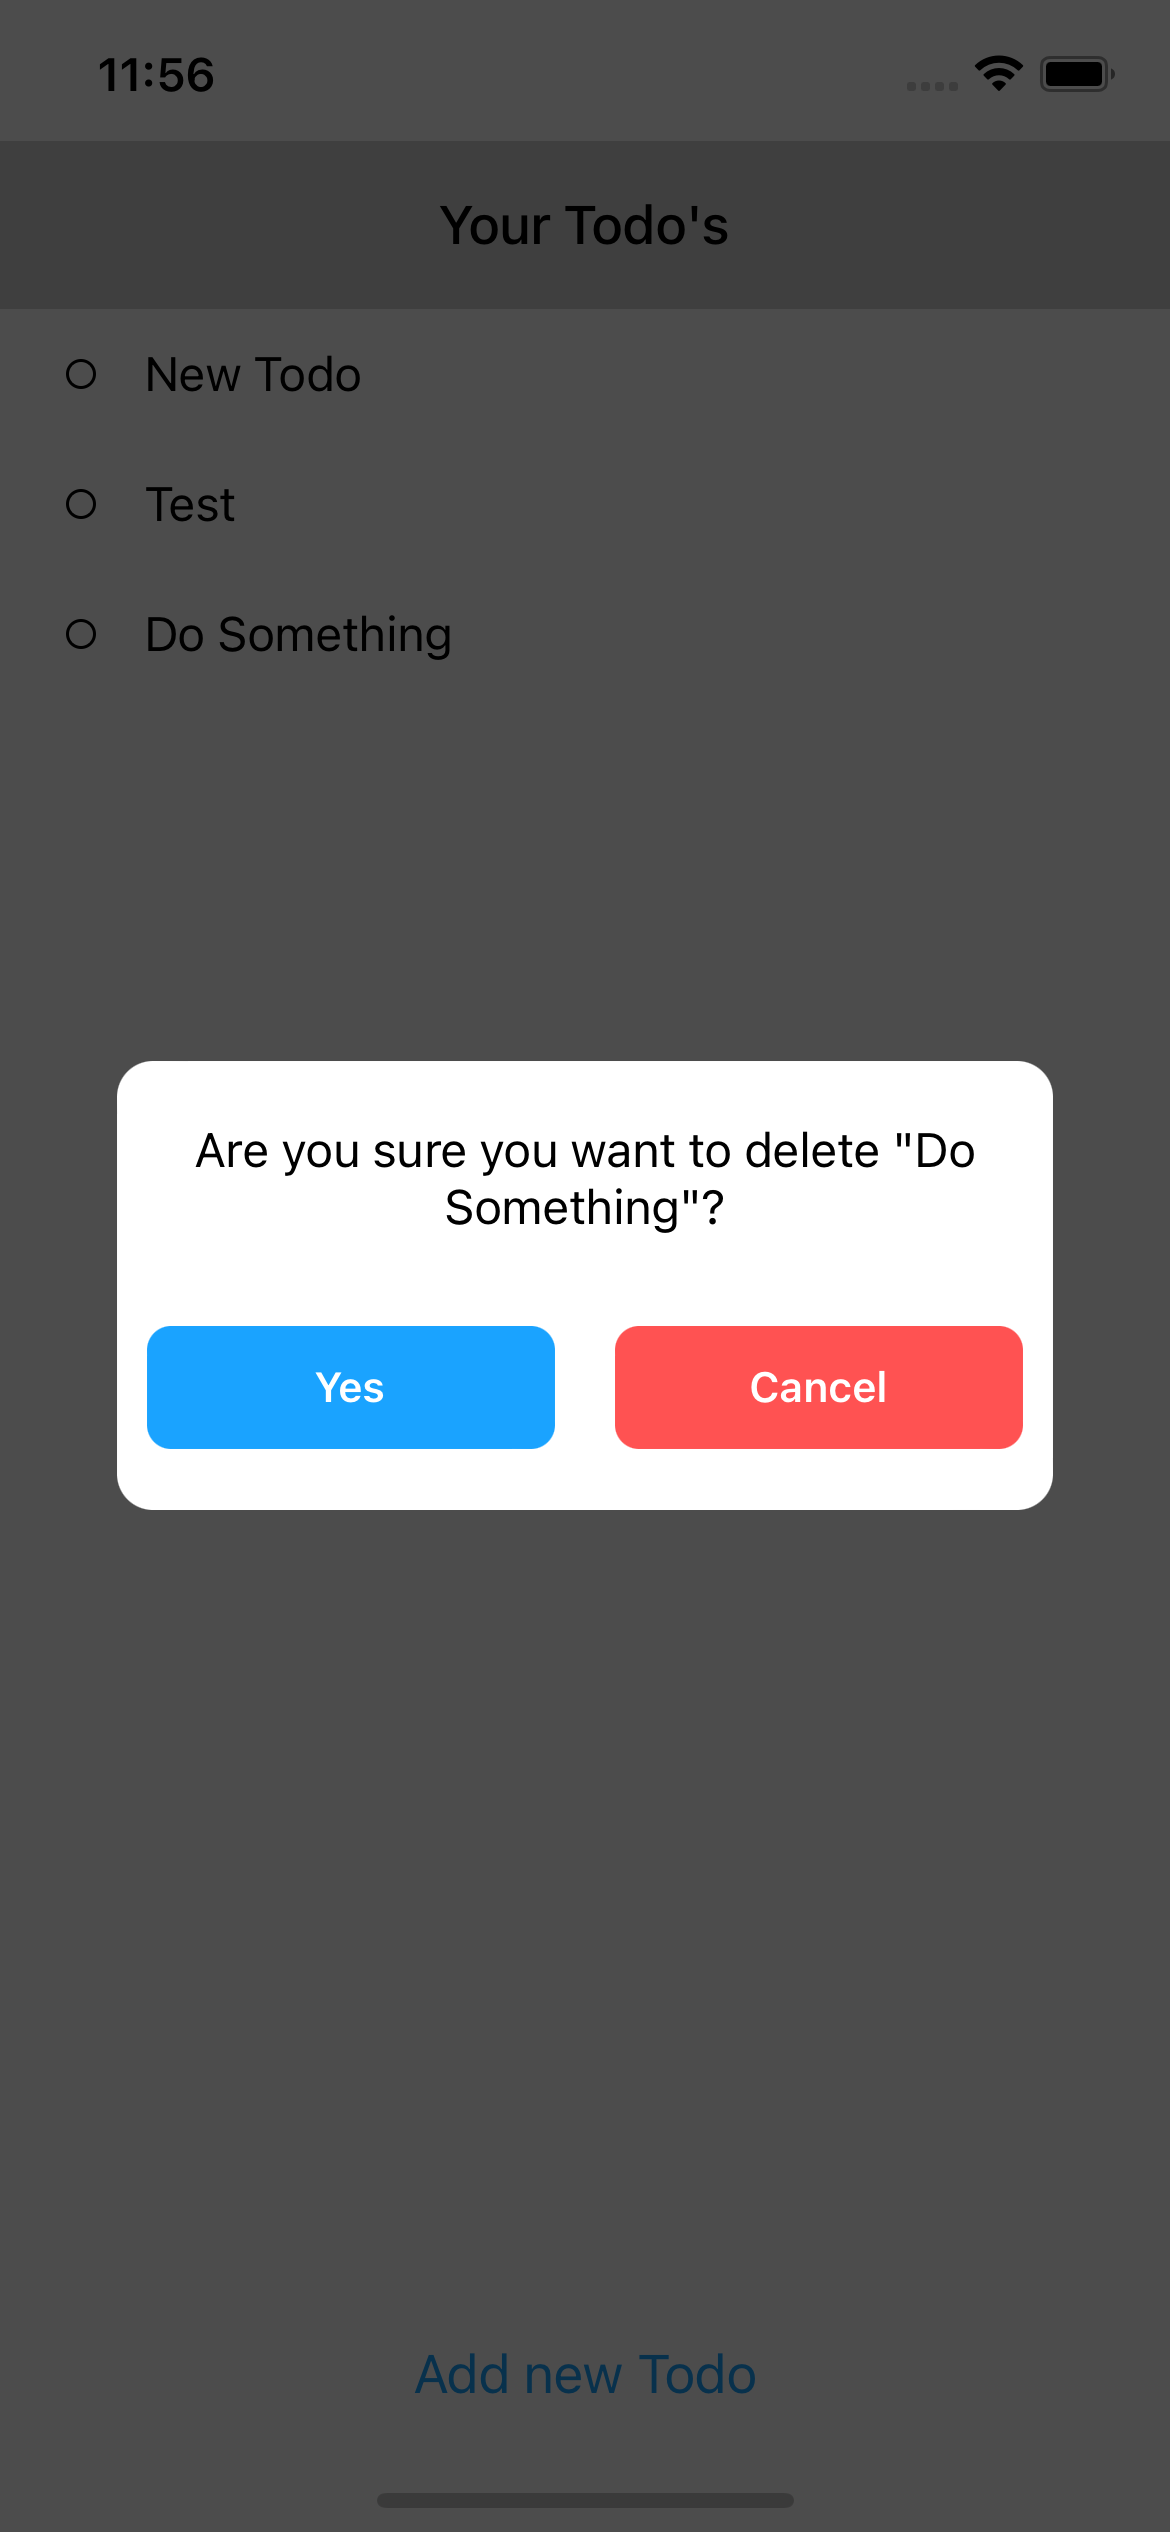 11:56
Your Todo's
New Todo
Test
Do Something
Are you sure you want to delete "Do
Something"?
Yes
Cancel
Add new Todo